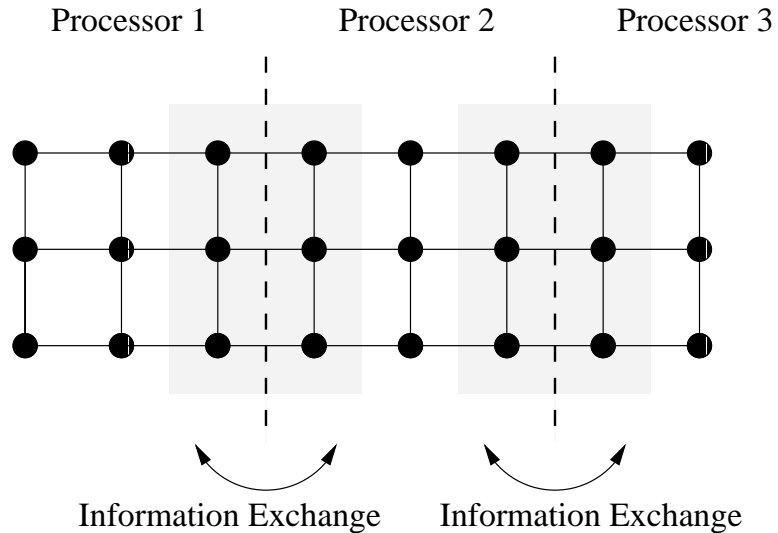 Processor 1
Processor 2
Processor 3
Information Exchange
Information Exchange